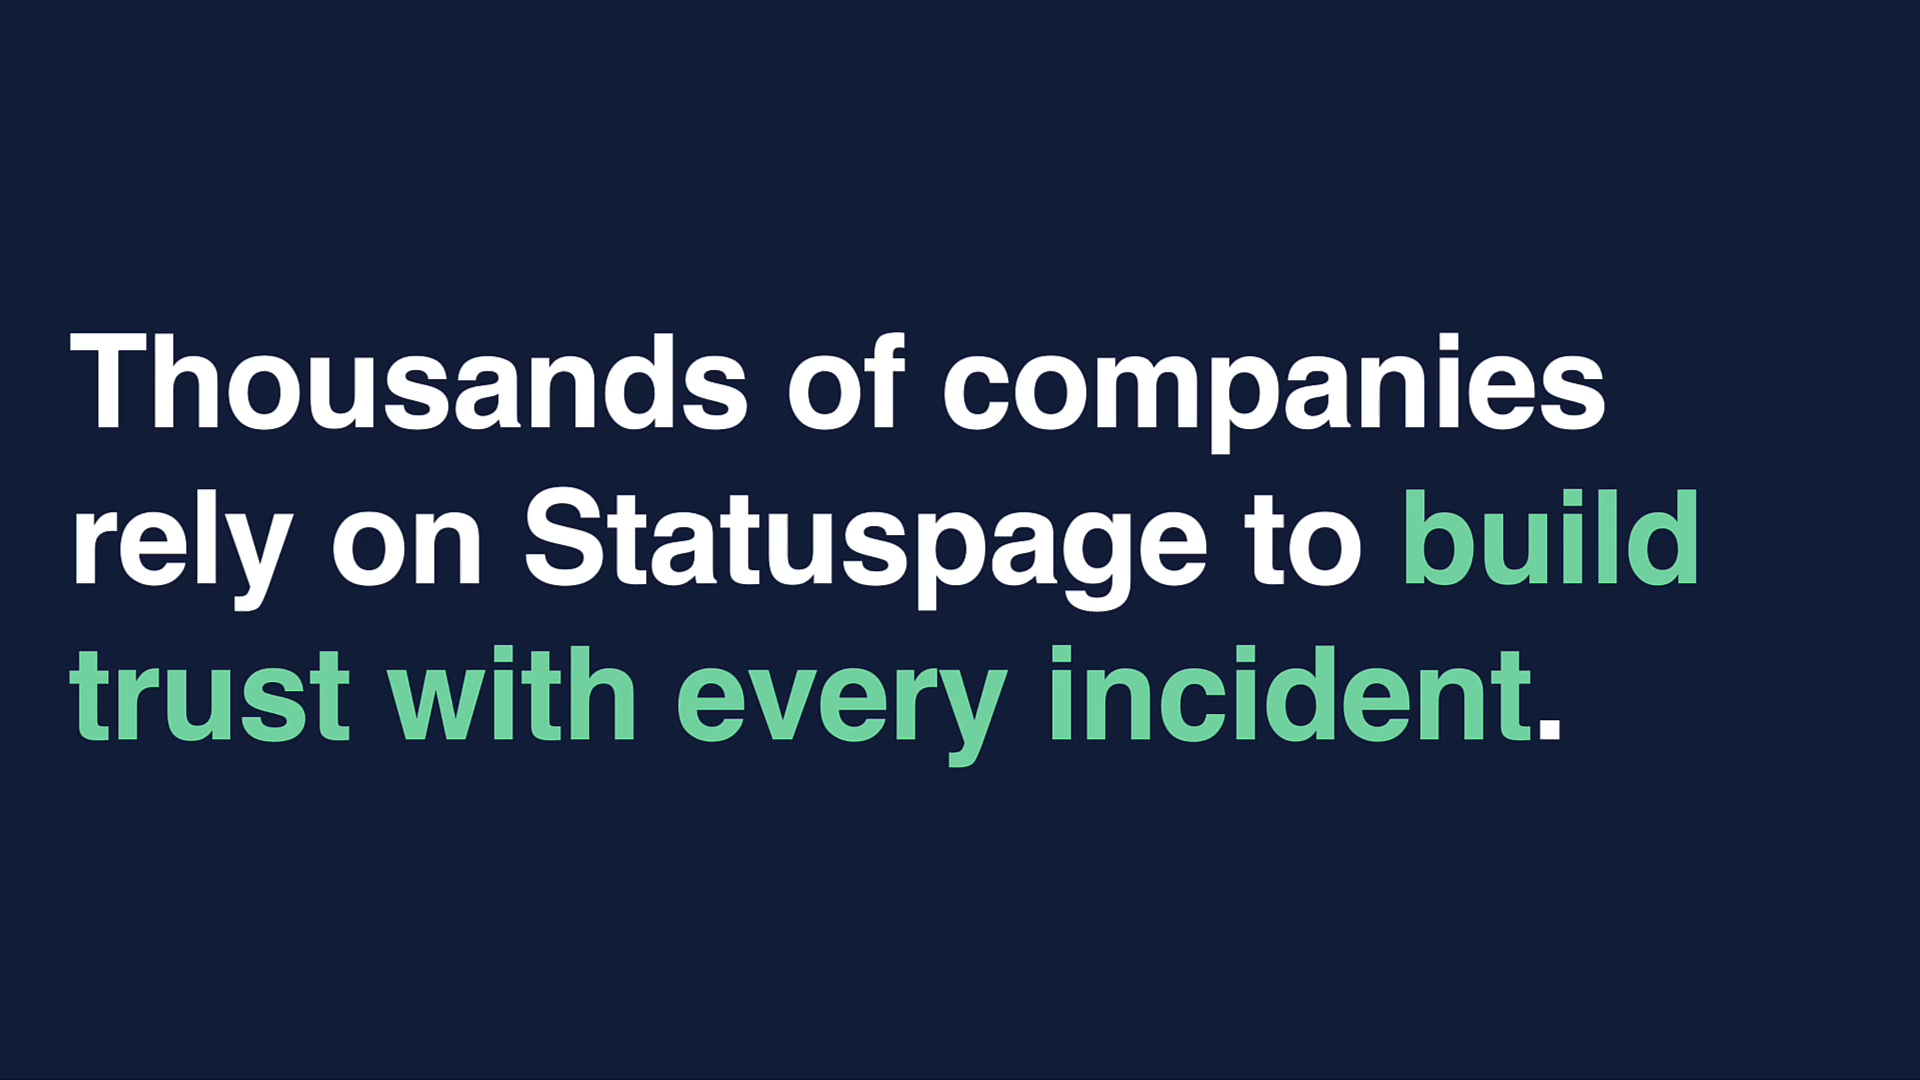 Thousands of companies
rely on Statuspage to build
trust with every incident.